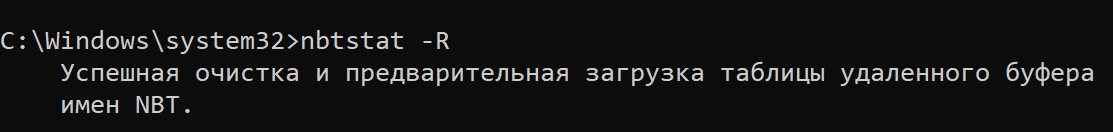 C:\Windows\system32>nbtstat -R
Успешная очистка и предварительная загрузка таблицы удаленного буфера
имен NBT.